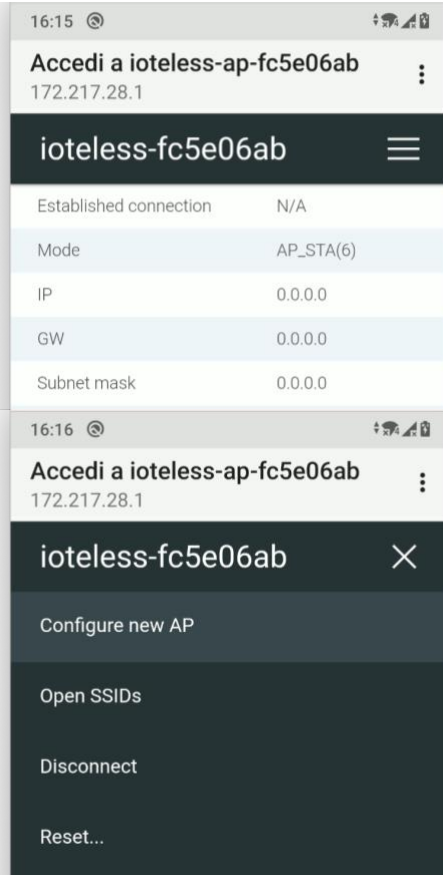 16:15
Accedi a ioteless-ap-fc5e06ab
172.217.28.1
ioteless-fc5e06ab
Established connection N/A
Mode AP_STA(6)
IP 0.0.0.0
GW 0.0.0.0
Subnet mask 0.0.0.0
16:16
Accedi a ioteless-ap-fc5e06ab
172.217.28.1
ioteless-fc5e06ab
Configure new AP
Open SSIDs
Disconnect
Reset...